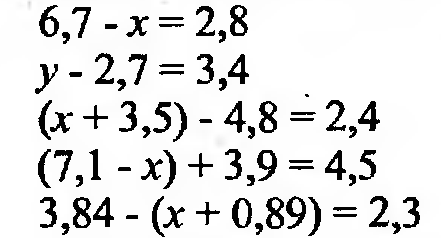 6,7 - x = 2,8
y - 2,7 = 3,4
(x + 3,5) - 4,8 = 2,4
(7,1 - x) + 3,9 = 4,5
3,84 - (x + 0,89) = 2,3